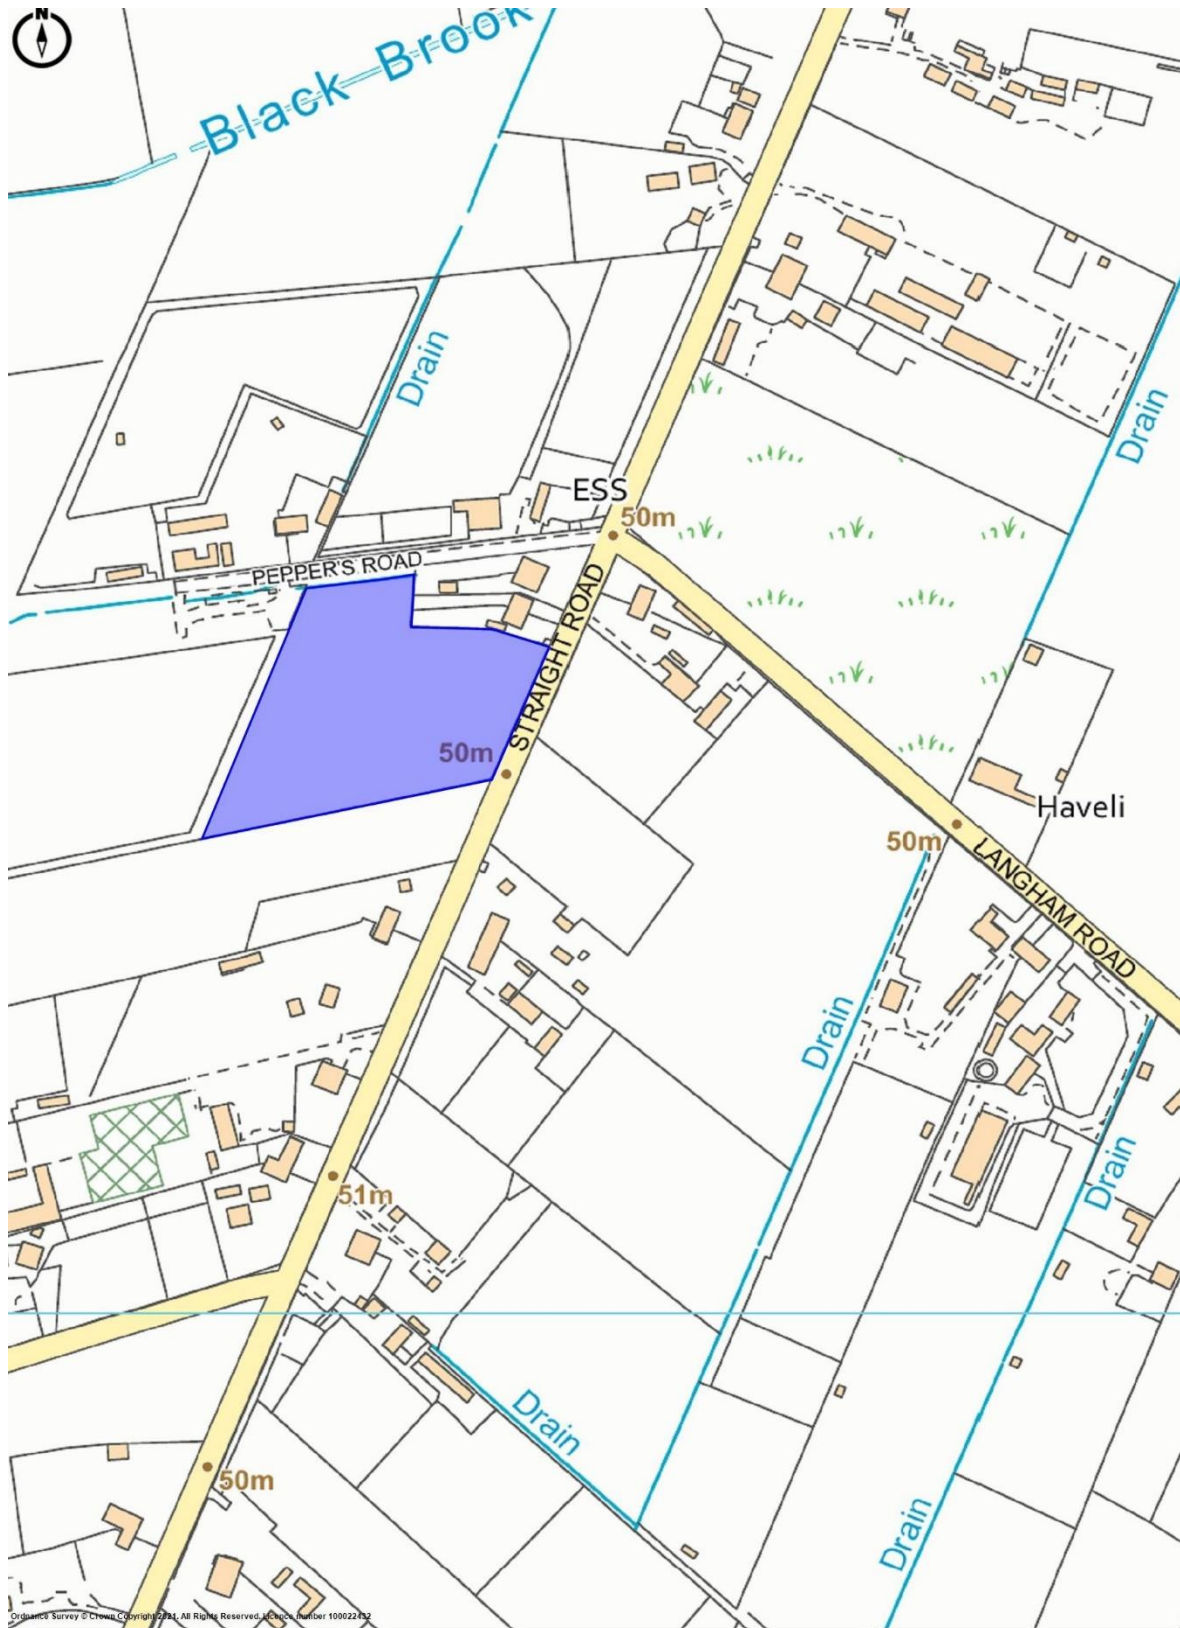 N
Black Brook
Drain
Drain
ESS
50m
PEPPER'S ROAD
STRAIGHT ROAD
50m
Haveli
50m
LANGHAM ROAD
Drain
Drain
51m
Drain
50m
Drain
Ordnance Survey © Crown Copyright 2021. All Rights Reserved. Licence number 100022432